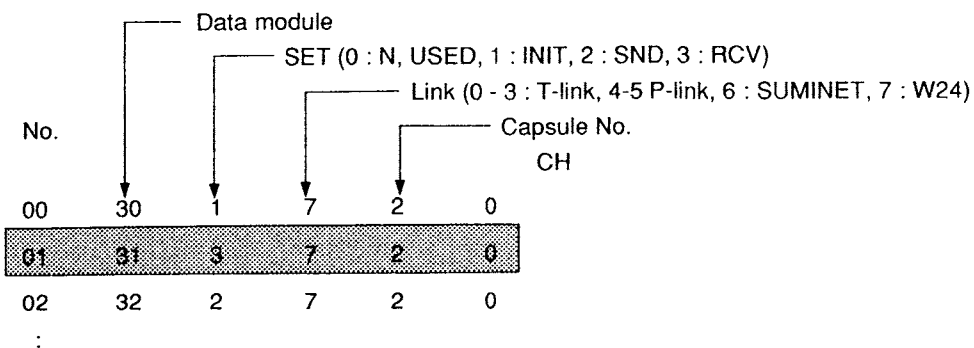 Data module
SET (0 : N, USED, 1 : INIT, 2 : SND, 3 : RCV)
Link (0 - 3 : T-link, 4-5 P-link, 6 : SUMINET, 7 : W24)
No.
Capsule No.
CH
00 30 1 7 2 0
01 31 3 7 2 0
02 32 2 7 2 0
: